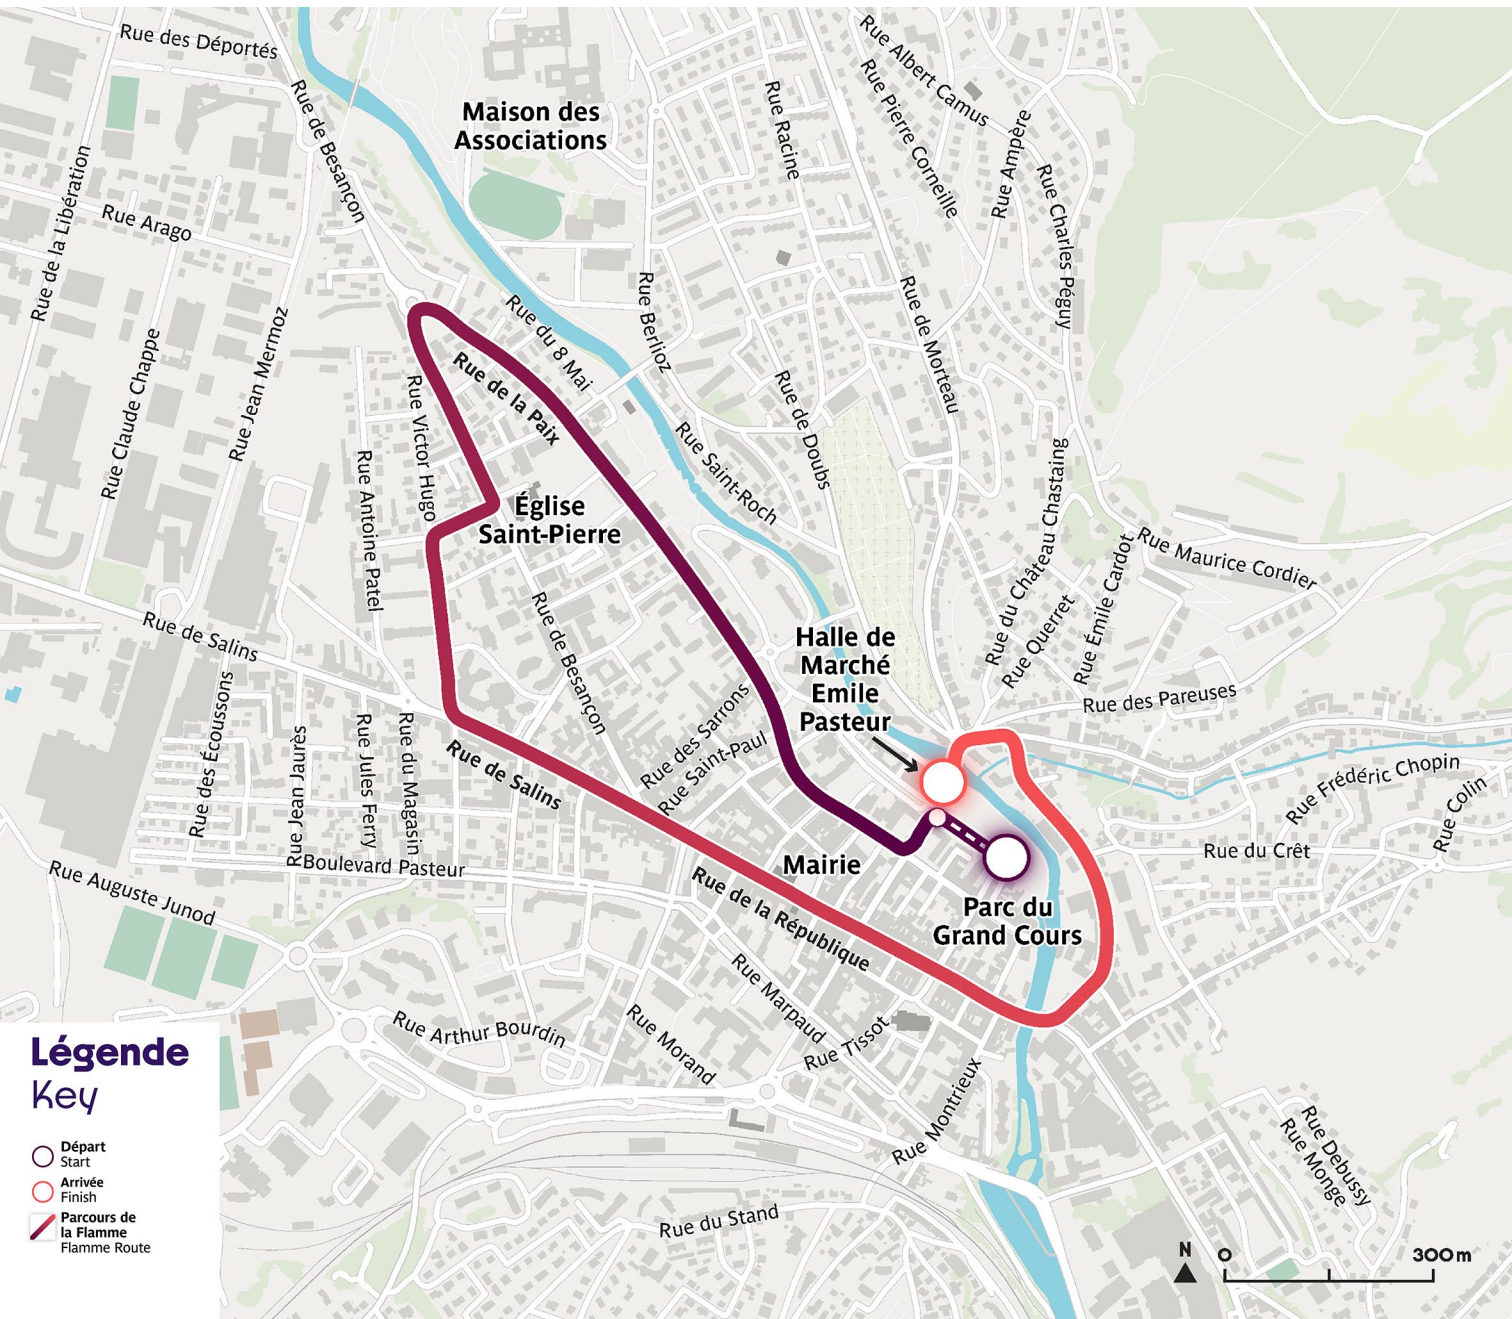 Rue des Déportés
Rue de Besançon
Maison des
Associations
Rue Racine
Rue Albert Camus
Rue Pierre Corneille
Rue Ampère
Rue Charles Péguy
Rue de la Libération
Rue Arago
Rue Claude Chappe
Rue Jean Mermoz
Rue du 8 Mai
Rue Berlioz
Rue de Morteau
Rue de la Paix
Rue Victor Hugo
Rue Antoine Patel
Rue de Doubs
Rue Saint-Roch
Église
Saint-Pierre
Rue du Château Chastaing
Rue Querret
Rue Émile Cardot
Rue Maurice Cordier
Rue des Pareuses
Rue de Salins
Rue de Besançon
Halle de
Marché
Emile
Pasteur
Rue des Sarrons
Rue Saint-Paul
Rue des Écoussons
Rue Jean Jaurès
Rue Jules Ferry
Rue du Magasin
Rue de Salins
Rue Frédéric Chopin
Rue Colin
Rue du Crêt
Boulevard Pasteur
Rue Auguste Junod
Mairie
Rue de la République
Parc du
Grand Cours
Rue Marpaud
Rue Tissot
Rue Arthur Bourdin
Rue Morand
Rue Montrieux
Rue du Stand
Rue Debussy
Rue Monge
Légende
Key
Départ
Start
Arrivée
Finish
Parcours de
la Flamme
Flamme Route
N
0 300m